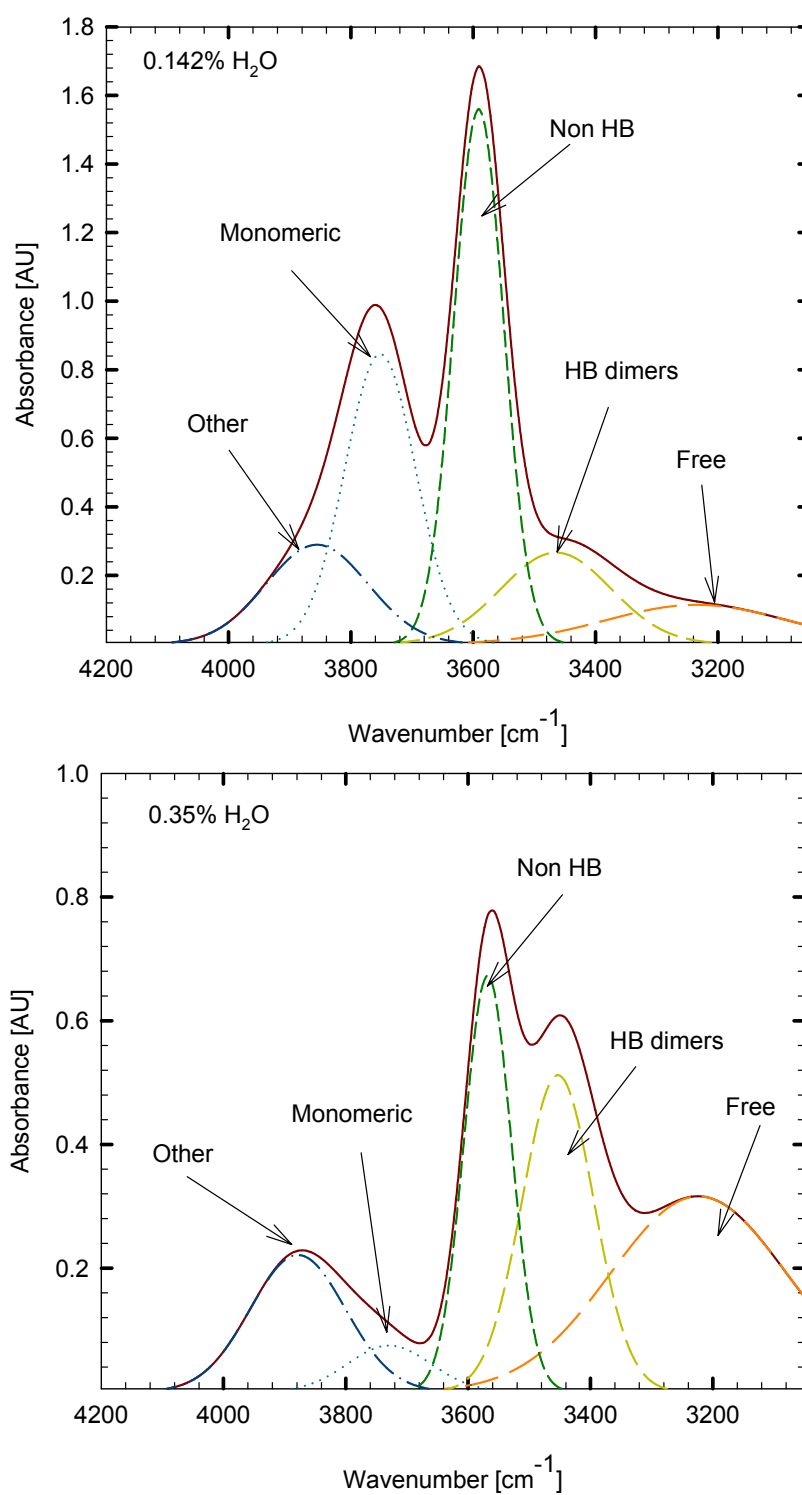 1.8
0.142% H₂O
1.6
Non HB
1.4
Monomeric
1.2
1.0
Absorbance [AU]
0.8
HB dimers
Other
0.6
Free
0.4
0.2
4200 4000 3800 3600 3400 3200
Wavenumber [cm⁻¹]
1.0
0.35% H₂O
Non HB
0.8
Absorbance [AU]
0.6
HB dimers
Monomeric
Free
0.4
Other
0.2
4200 4000 3800 3600 3400 3200
Wavenumber [cm⁻¹]